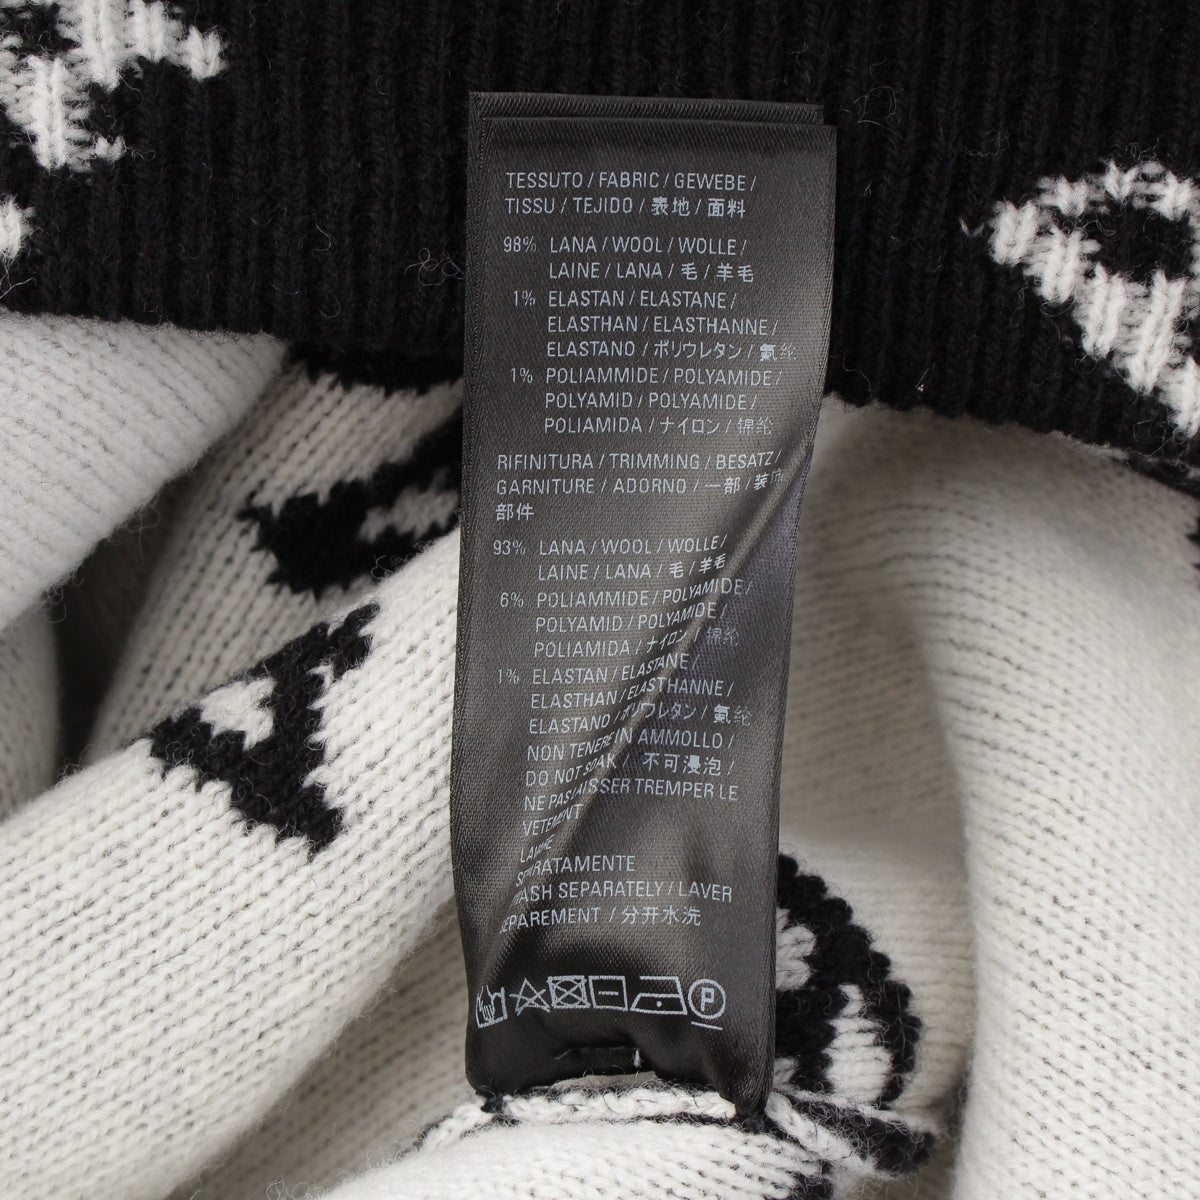 TESSUTO / FABRIC / GEWEBE /
TISSU / TEJIDO / 表地 / 面料
98% LANA / WOOL / WOLLE /
LAINE / LANA / 毛 / 羊毛
1% ELASTAN / ELASTANE /
ELASTHAN / ELASTHANNE /
ELASTANO / ポリウレタン / 氨纶
1% POLIAMMIDE / POLYAMIDE /
POLYAMID / POLYAMIDE /
POLIAMIDA / ナイロン / 锦纶
RIFINITURA / TRIMMING / BESATZ /
GARNITURE / ADORNO / 一部 / 装饰
部件
93% LANA / WOOL / WOLLE /
LAINE / LANA / 毛 / 羊毛
6% POLIAMMIDE / POLYAMIDE /
POLYAMID / POLYAMIDE /
POLIAMIDA / ナイロン / 锦纶
1% ELASTAN / ELASTANE /
ELASTHAN / ELASTHANNE /
ELASTANO / ポリウレタン / 氨纶
NON TENERE IN AMMOLLO /
DO NOT SOAK / 不可浸泡 /
NE PAS LAISSER TREMPER LE
VETEMENT
LAVARE
SEPARATAMENTE
WASH SEPARATELY / LAVER
SEPAREMENT / 分开水洗
P